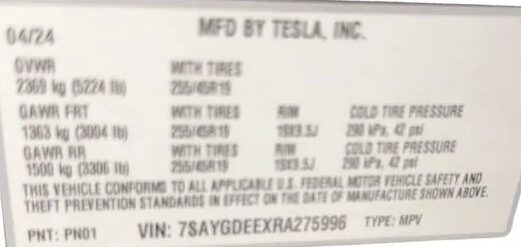 04/24 MFD BY TESLA, INC.
GVWR WITH TIRES
2369 kg (5224 lb) 255/45R19
GAWR FRT WITH TIRES RIM COLD TIRE PRESSURE
1363 kg (3004 lb) 255/45R19 19X9.5J 290 kPa, 42 psi
GAWR RR WITH TIRES RIM COLD TIRE PRESSURE
1500 kg (3306 lb) 255/45R19 19X9.5J 290 kPa, 42 psi
THIS VEHICLE CONFORMS TO ALL APPLICABLE U.S. FEDERAL MOTOR VEHICLE SAFETY AND
THEFT PREVENTION STANDARDS IN EFFECT ON THE DATE OF MANUFACTURE SHOWN ABOVE.
PNT: PN01 VIN: 7SAYGDEEXRA275996 TYPE: MPV